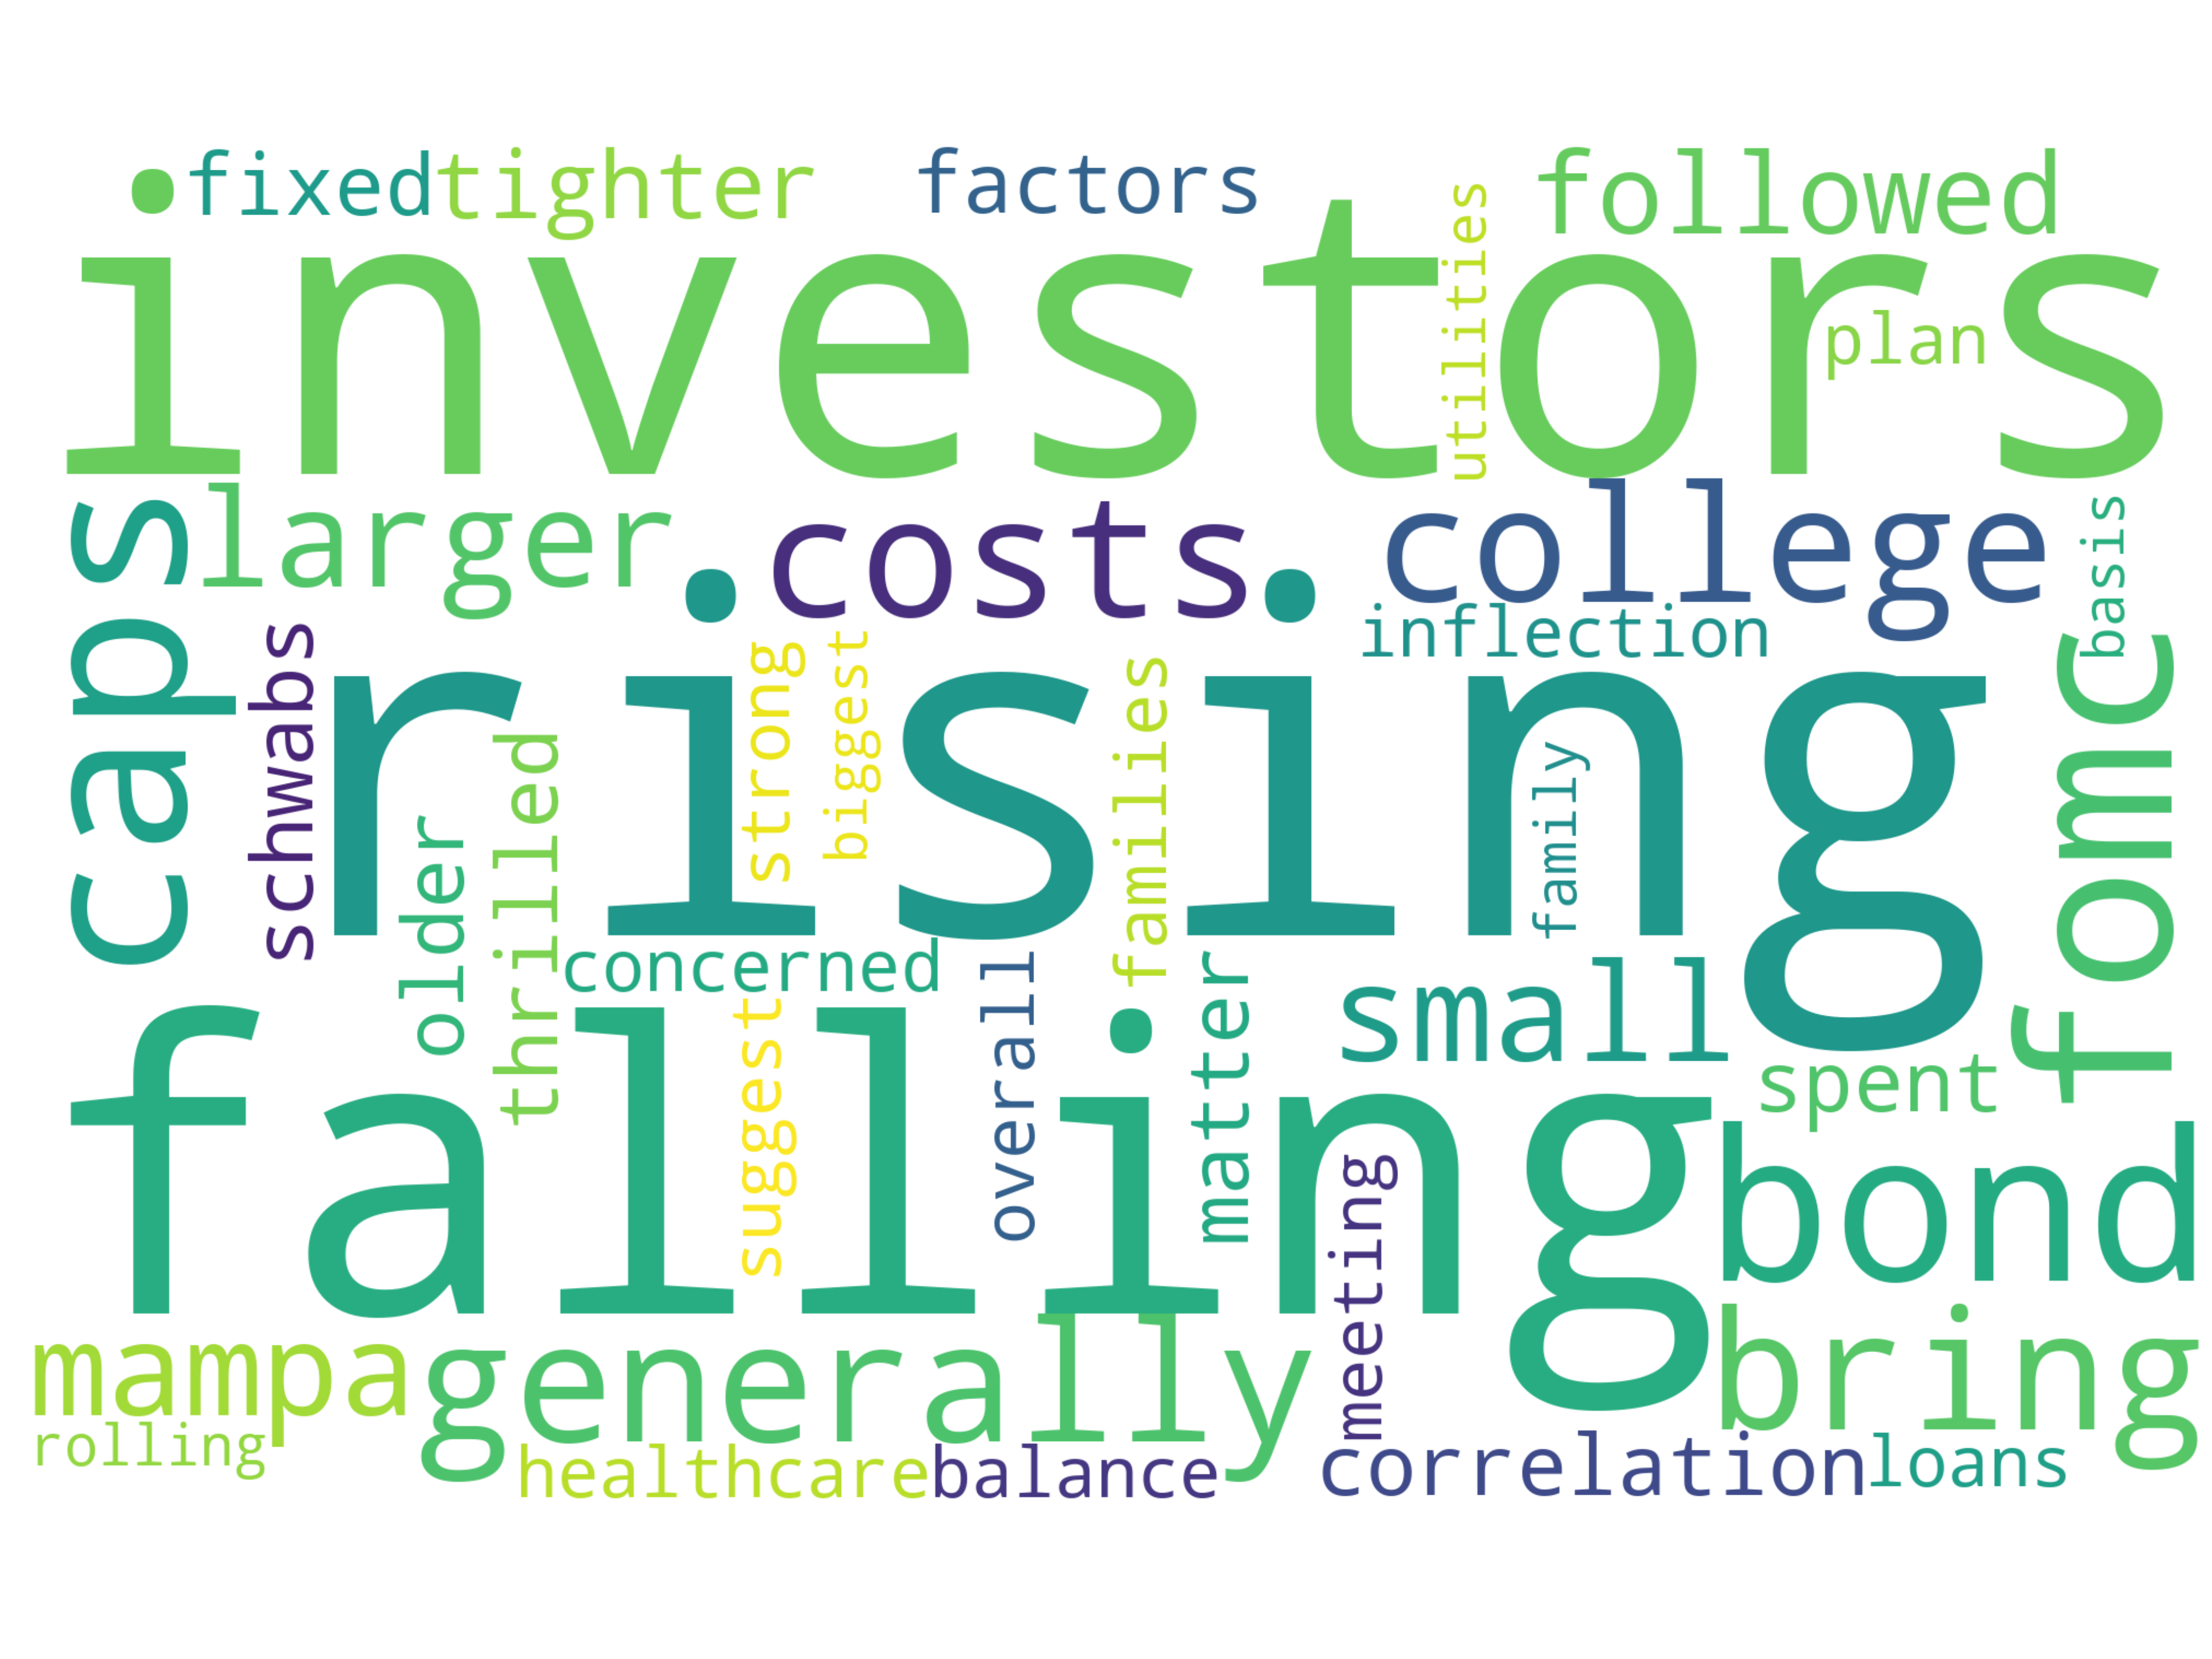 fixed tighter factors followed
investors
utilities
plan
larger costs college
basis
inflection
caps
schwabs
rising
strong
biggest
families
family
fomc
older
thrilled
concerned
overall
small
matter
suggest
falling
spent
bond
meeting
mampa generally bring
rolling healthcare balance correlation loans